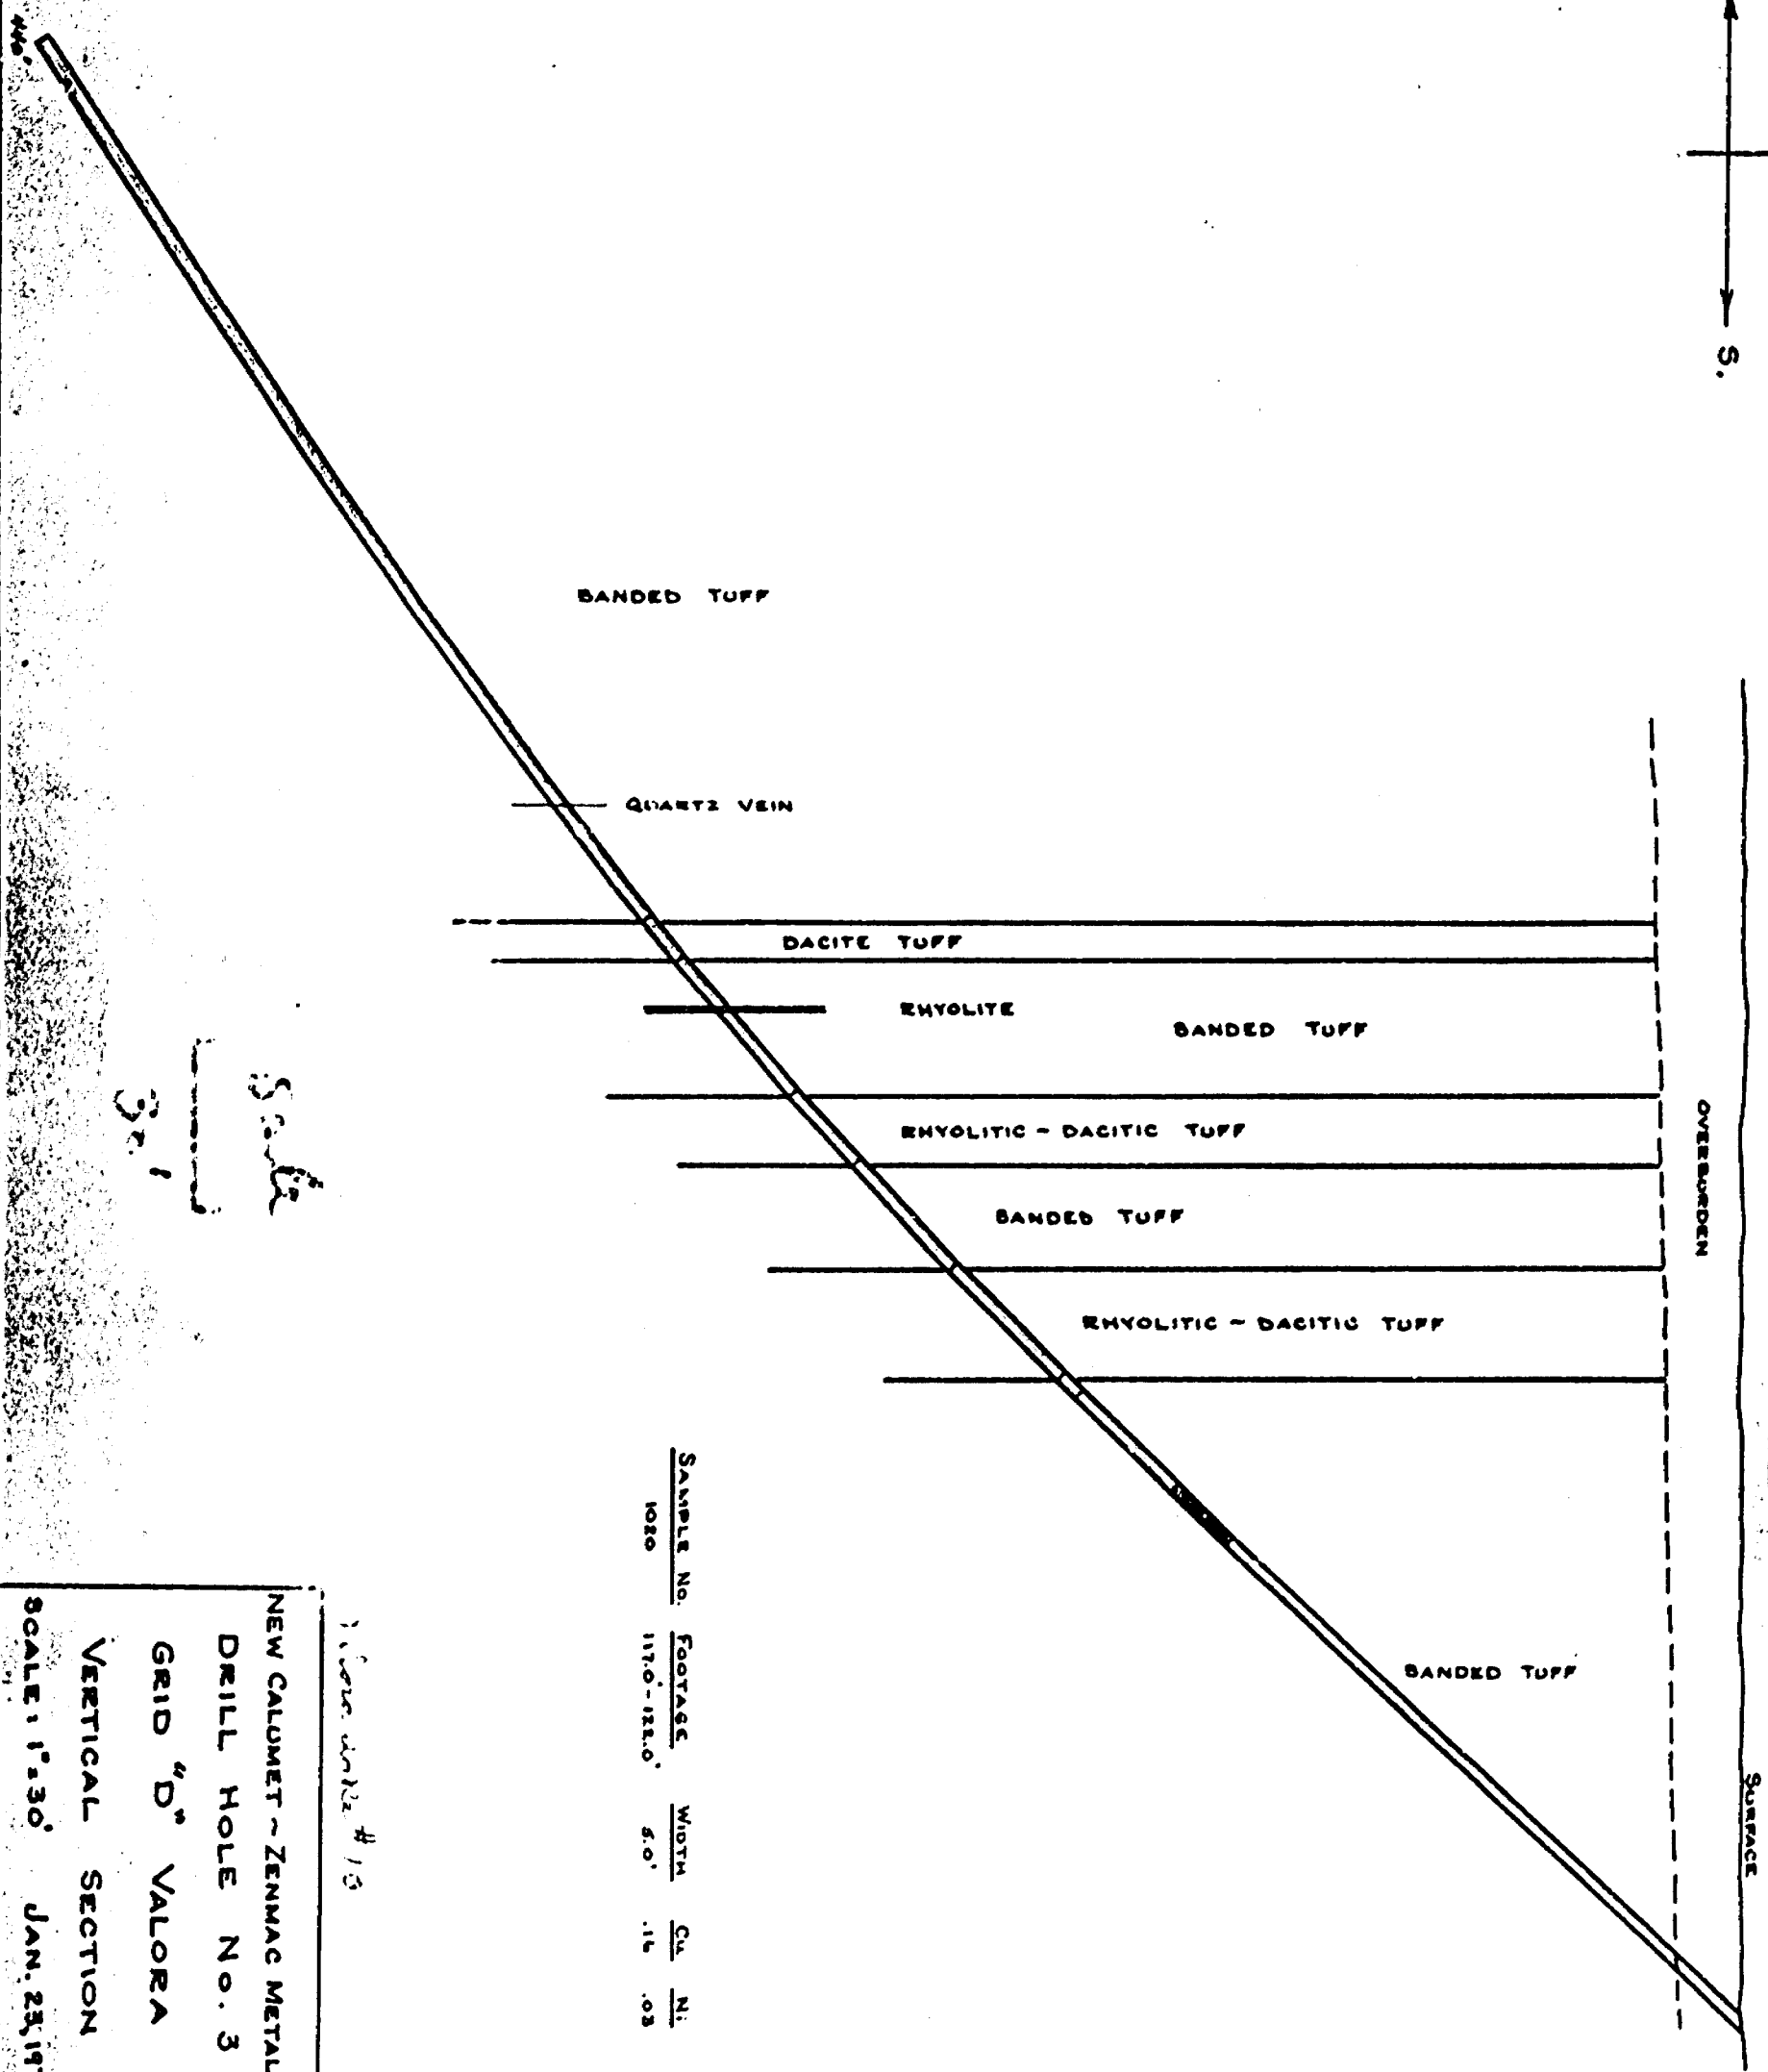 S.
SURFACE
OVERBURDEN
BANDED TUFF
QUARTZ VEIN
DACITE TUFF
RHYOLITE
BANDED TUFF
RHYOLITIC - DACITIC TUFF
BANDED TUFF
RHYOLITIC - DACITIC TUFF
BANDED TUFF
440'
SAMPLE NO. FOOTAGE WIDTH Cu Ni
1020 117.0-122.0' 5.0' .16 .03
Scale
30'
#10
NEW CALUMET - ZENMAC METAL
DRILL HOLE NO. 3
GRID "D" VALORA
VERTICAL SECTION
SCALE: 1"=30' JAN. 23, 19